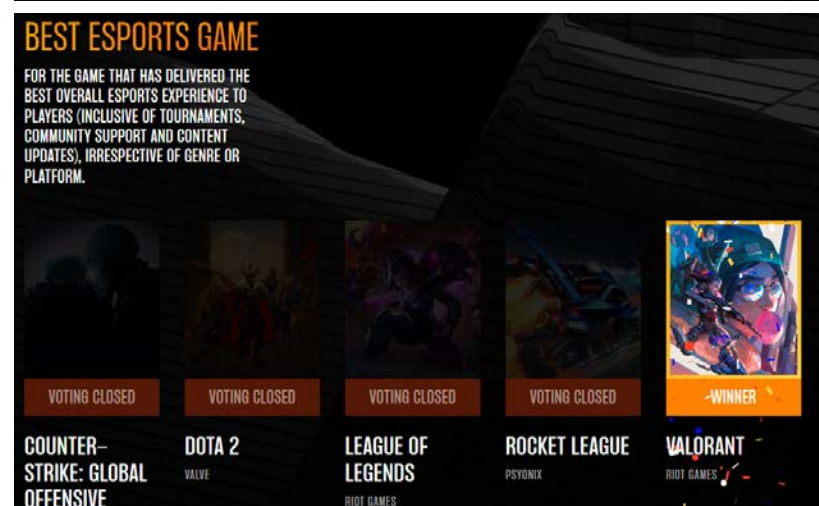 BEST ESPORTS GAME
FOR THE GAME THAT HAS DELIVERED THE
BEST OVERALL ESPORTS EXPERIENCE TO
PLAYERS (INCLUSIVE OF TOURNAMENTS,
COMMUNITY SUPPORT AND CONTENT
UPDATES), IRRESPECTIVE OF GENRE OR
PLATFORM.
VOTING CLOSED
VOTING CLOSED
VOTING CLOSED
VOTING CLOSED
WINNER
COUNTER-
STRIKE: GLOBAL
OFFENSIVE
DOTA 2
VALVE
LEAGUE OF
LEGENDS
RIOT GAMES
ROCKET LEAGUE
PSYONIX
VALORANT
RIOT GAMES